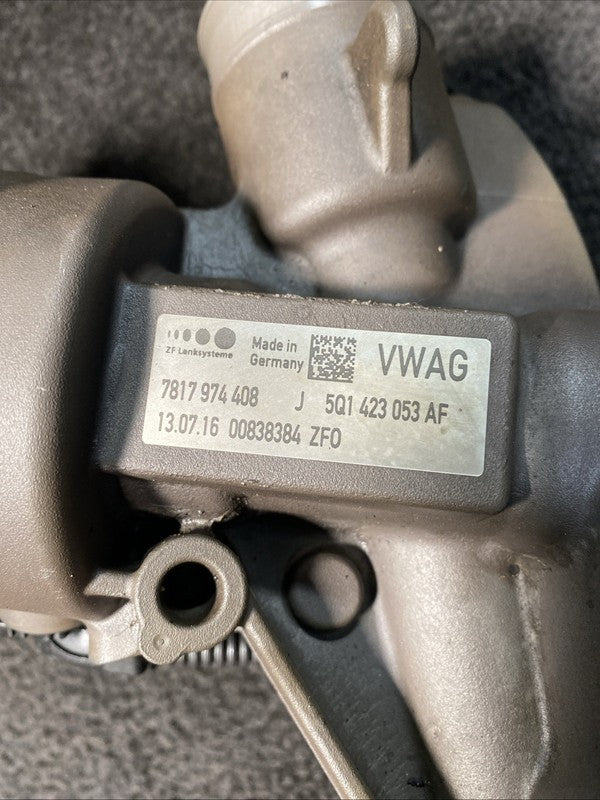 ZF Lenksysteme
Made in
Germany
VWAG
7817 974 408 J 5Q1 423 053 AF
13.07.16 00838384 ZFO